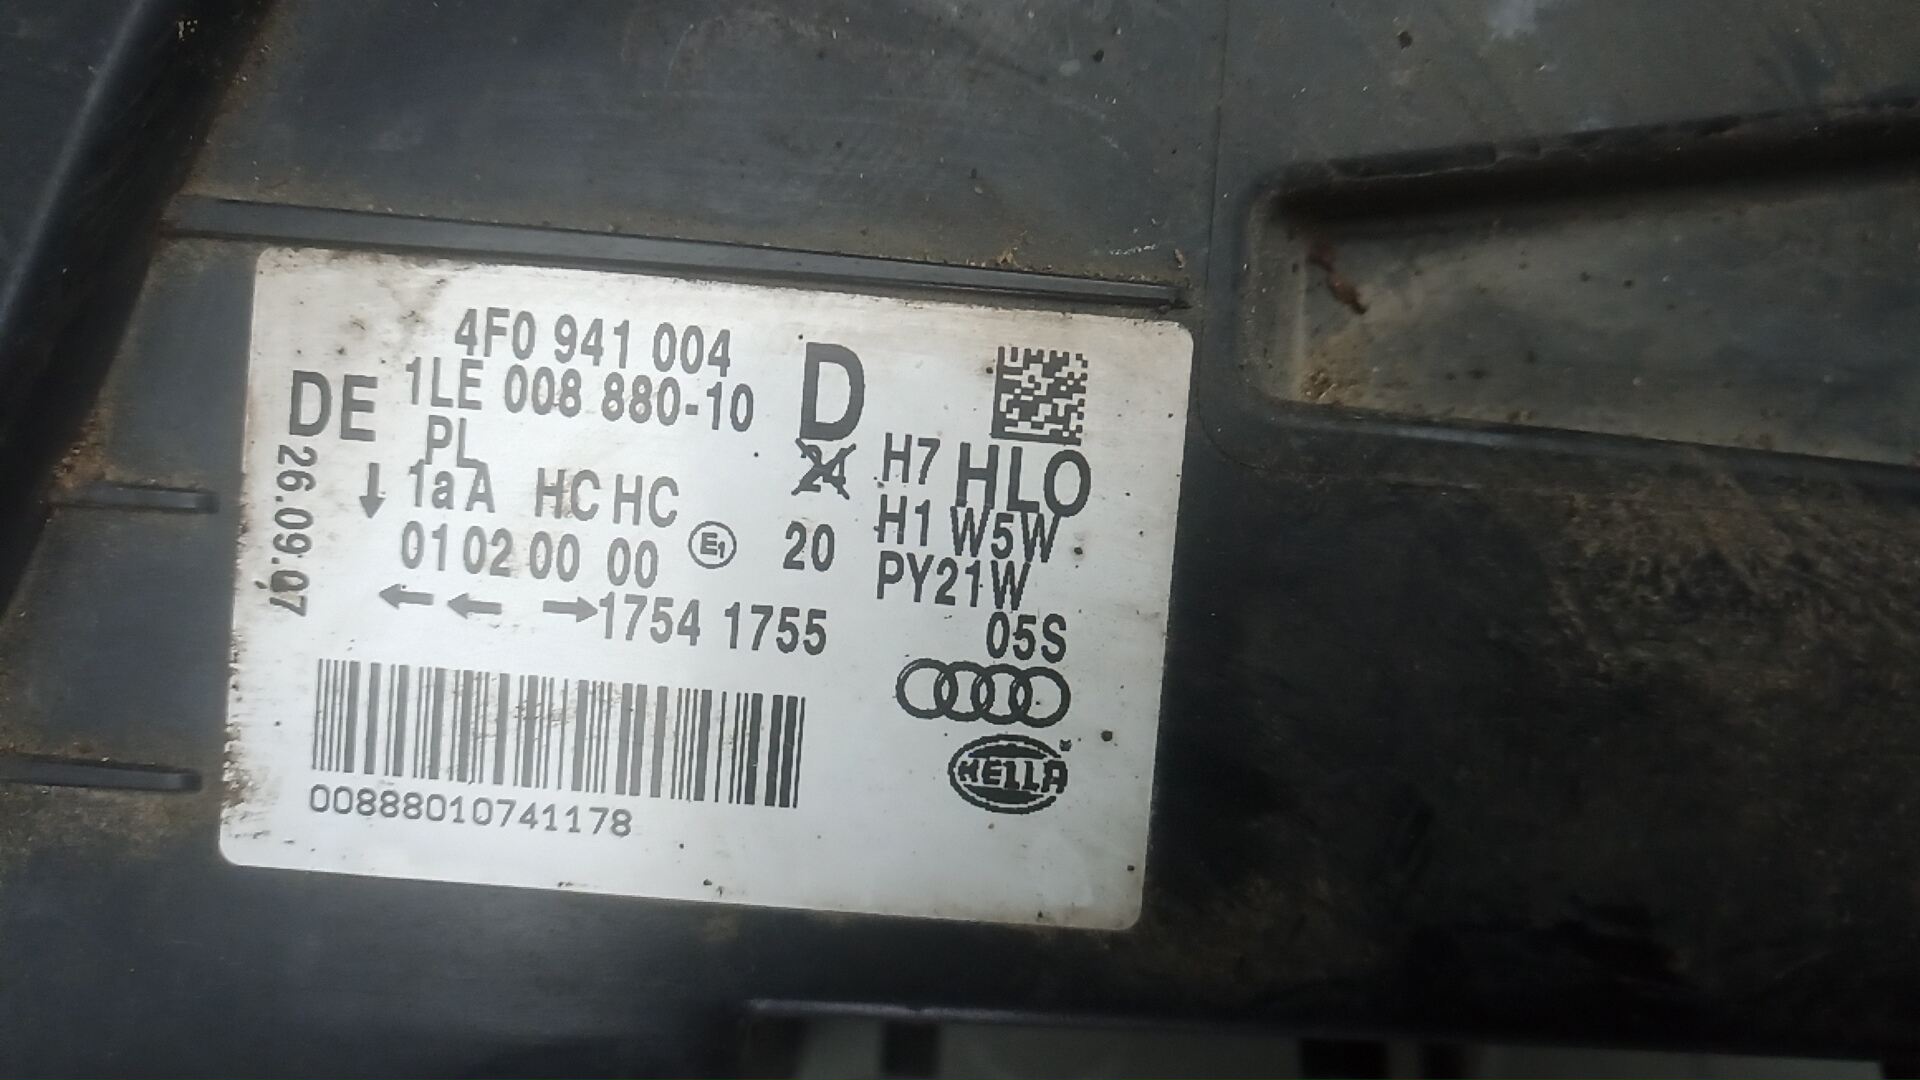 4F0 941 004 D
DE 1LE 008 880-10
PL
26.09.07
1a A HC HC 24 H7 HLO
01 02 00 00 E1 20 H1 W5W
PY21W
1754 1755 05S
HELLA
00888010741178